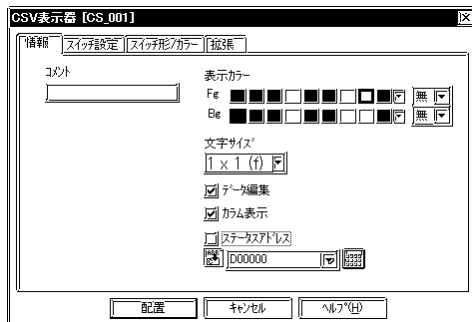 CSV表示器 [CS_001]
情報 スイッチ設定 スイッチ形/カラー 拡張
コメント
表示カラー
Fg 無
Bg 無
文字サイズ
1 x 1 (f)
データ編集
カラム表示
ステータスアドレス
D00000
配置 キャンセル ヘルプ(H)